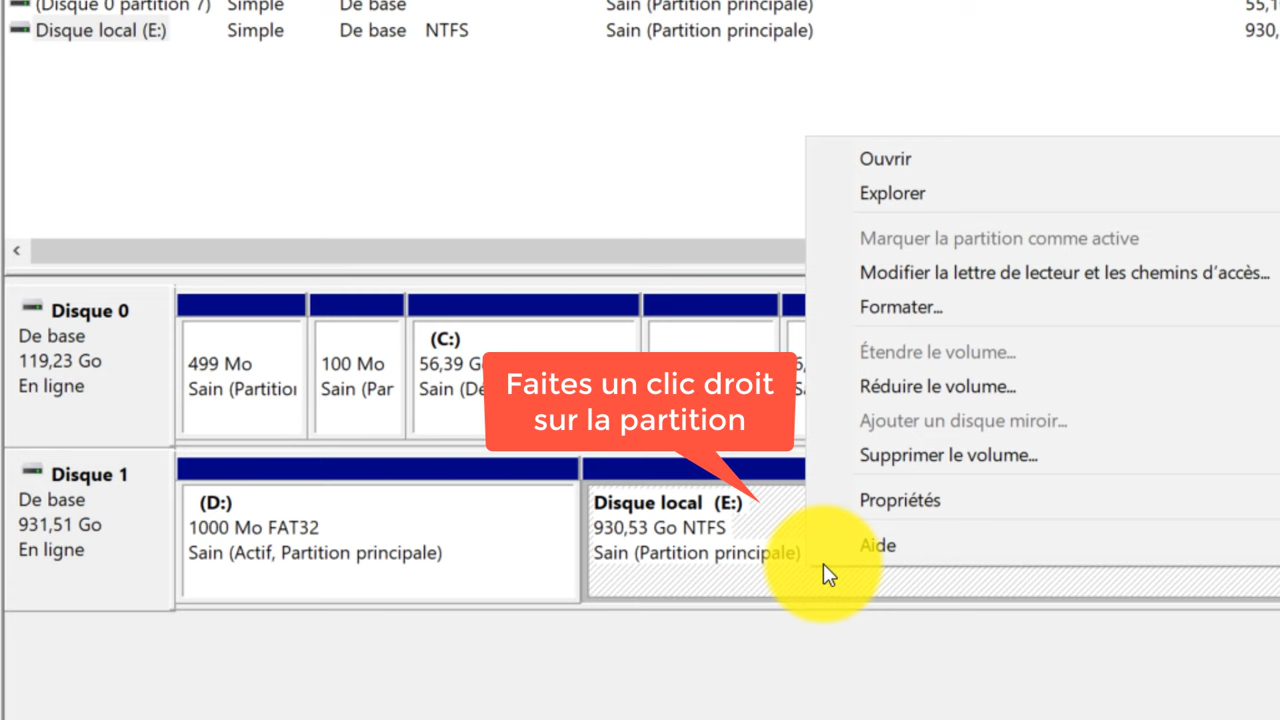 (Disque 0 partition 7) Simple De base Sain (Partition principale)
Disque local (E:) Simple De base NTFS Sain (Partition principale) 930,
Ouvrir
Explorer
Marquer la partition comme active
Modifier la lettre de lecteur et les chemins d'accès...
Formater...
Étendre le volume...
Réduire le volume...
Ajouter un disque miroir...
Supprimer le volume...
Propriétés
Aide
Disque 0
De base
119,23 Go
En ligne
499 Mo
Sain (Partition
100 Mo
Sain (Par
(C:)
56,39 G
Sain (De
Faites un clic droit
sur la partition
Disque 1
De base
931,51 Go
En ligne
(D:)
1000 Mo FAT32
Sain (Actif, Partition principale)
Disque local (E:)
930,53 Go NTFS
Sain (Partition principale)